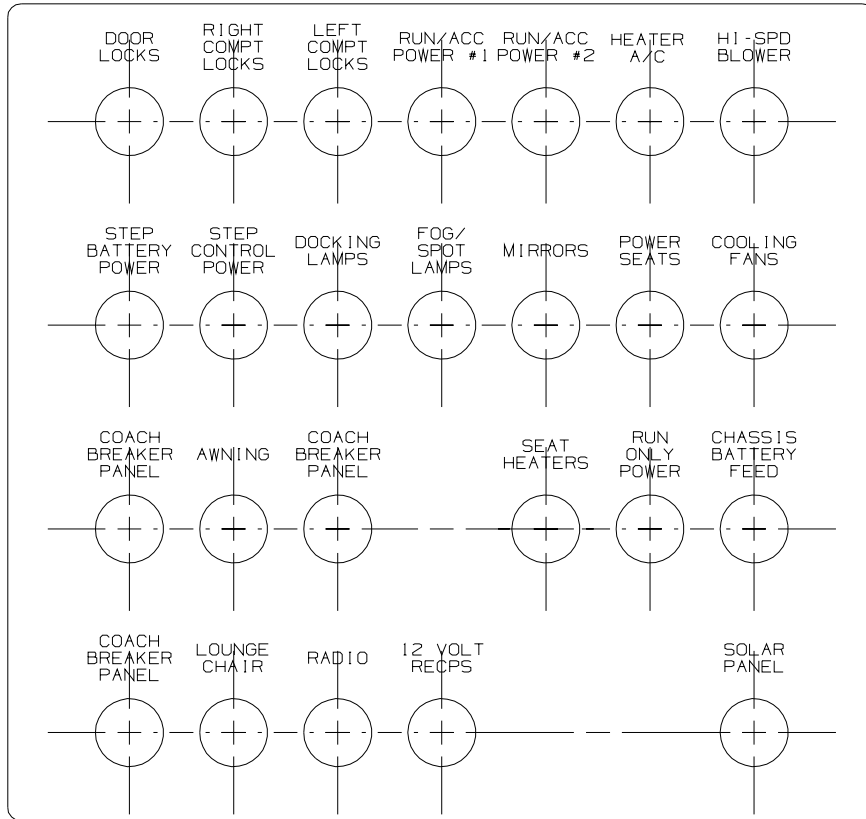 DOOR
LOCKS
RIGHT
COMPT
LOCKS
LEFT
COMPT
LOCKS
RUN/ACC
POWER #1
RUN/ACC
POWER #2
HEATER
A/C
HI-SPD
BLOWER
STEP
BATTERY
POWER
STEP
CONTROL
POWER
DOCKING
LAMPS
FOG/
SPOT
LAMPS
MIRRORS
POWER
SEATS
COOLING
FANS
COACH
BREAKER
PANEL
AWNING
COACH
BREAKER
PANEL
SEAT
HEATERS
RUN
ONLY
POWER
CHASSIS
BATTERY
FEED
COACH
BREAKER
PANEL
LOUNGE
CHAIR
RADIO
12 VOLT
RECPS
SOLAR
PANEL